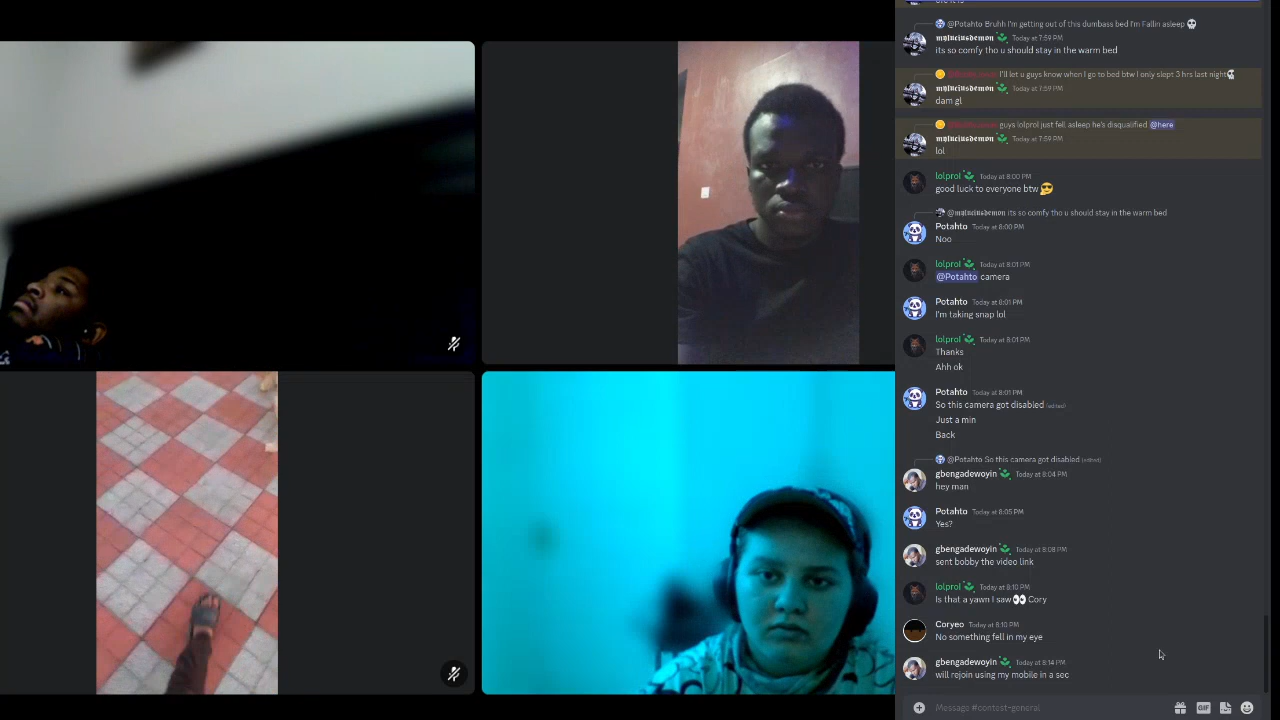 @Potahto Bruhh I'm getting out of this dumbass bed I'm Fallin asleep 💀
𝖒𝖞𝖑𝖚𝖈𝖎𝖚𝖘𝖉𝖊𝖒𝖔𝖓 Today at 7:59 PM
its so comfy tho u should stay in the warm bed
I'll let u guys know when I go to bed btw I only slept 3 hrs last night💀
𝖒𝖞𝖑𝖚𝖈𝖎𝖚𝖘𝖉𝖊𝖒𝖔𝖓 Today at 7:59 PM
dam gl
guys lolprol just fell asleep he's disqualified @here
𝖒𝖞𝖑𝖚𝖈𝖎𝖚𝖘𝖉𝖊𝖒𝖔𝖓 Today at 7:59 PM
lol
lolprol Today at 8:00 PM
good luck to everyone btw 😎
@𝖒𝖞𝖑𝖚𝖈𝖎𝖚𝖘𝖉𝖊𝖒𝖔𝖓 its so comfy tho u should stay in the warm bed
Potahto Today at 8:00 PM
Noo
lolprol Today at 8:01 PM
@Potahto camera
Potahto Today at 8:01 PM
I'm taking snap lol
lolprol Today at 8:01 PM
Thanks
Ahh ok
Potahto Today at 8:01 PM
So this camera got disabled (edited)
Just a min
Back
@Potahto So this camera got disabled (edited)
gbengadewoyin Today at 8:04 PM
hey man
Potahto Today at 8:05 PM
Yes?
gbengadewoyin Today at 8:08 PM
sent bobby the video link
lolprol Today at 8:10 PM
Is that a yawn I saw👀 Cory
Coryeo Today at 8:10 PM
No something fell in my eye
gbengadewoyin Today at 8:14 PM
will rejoin using my mobile in a sec
Message #contest-general
GIF